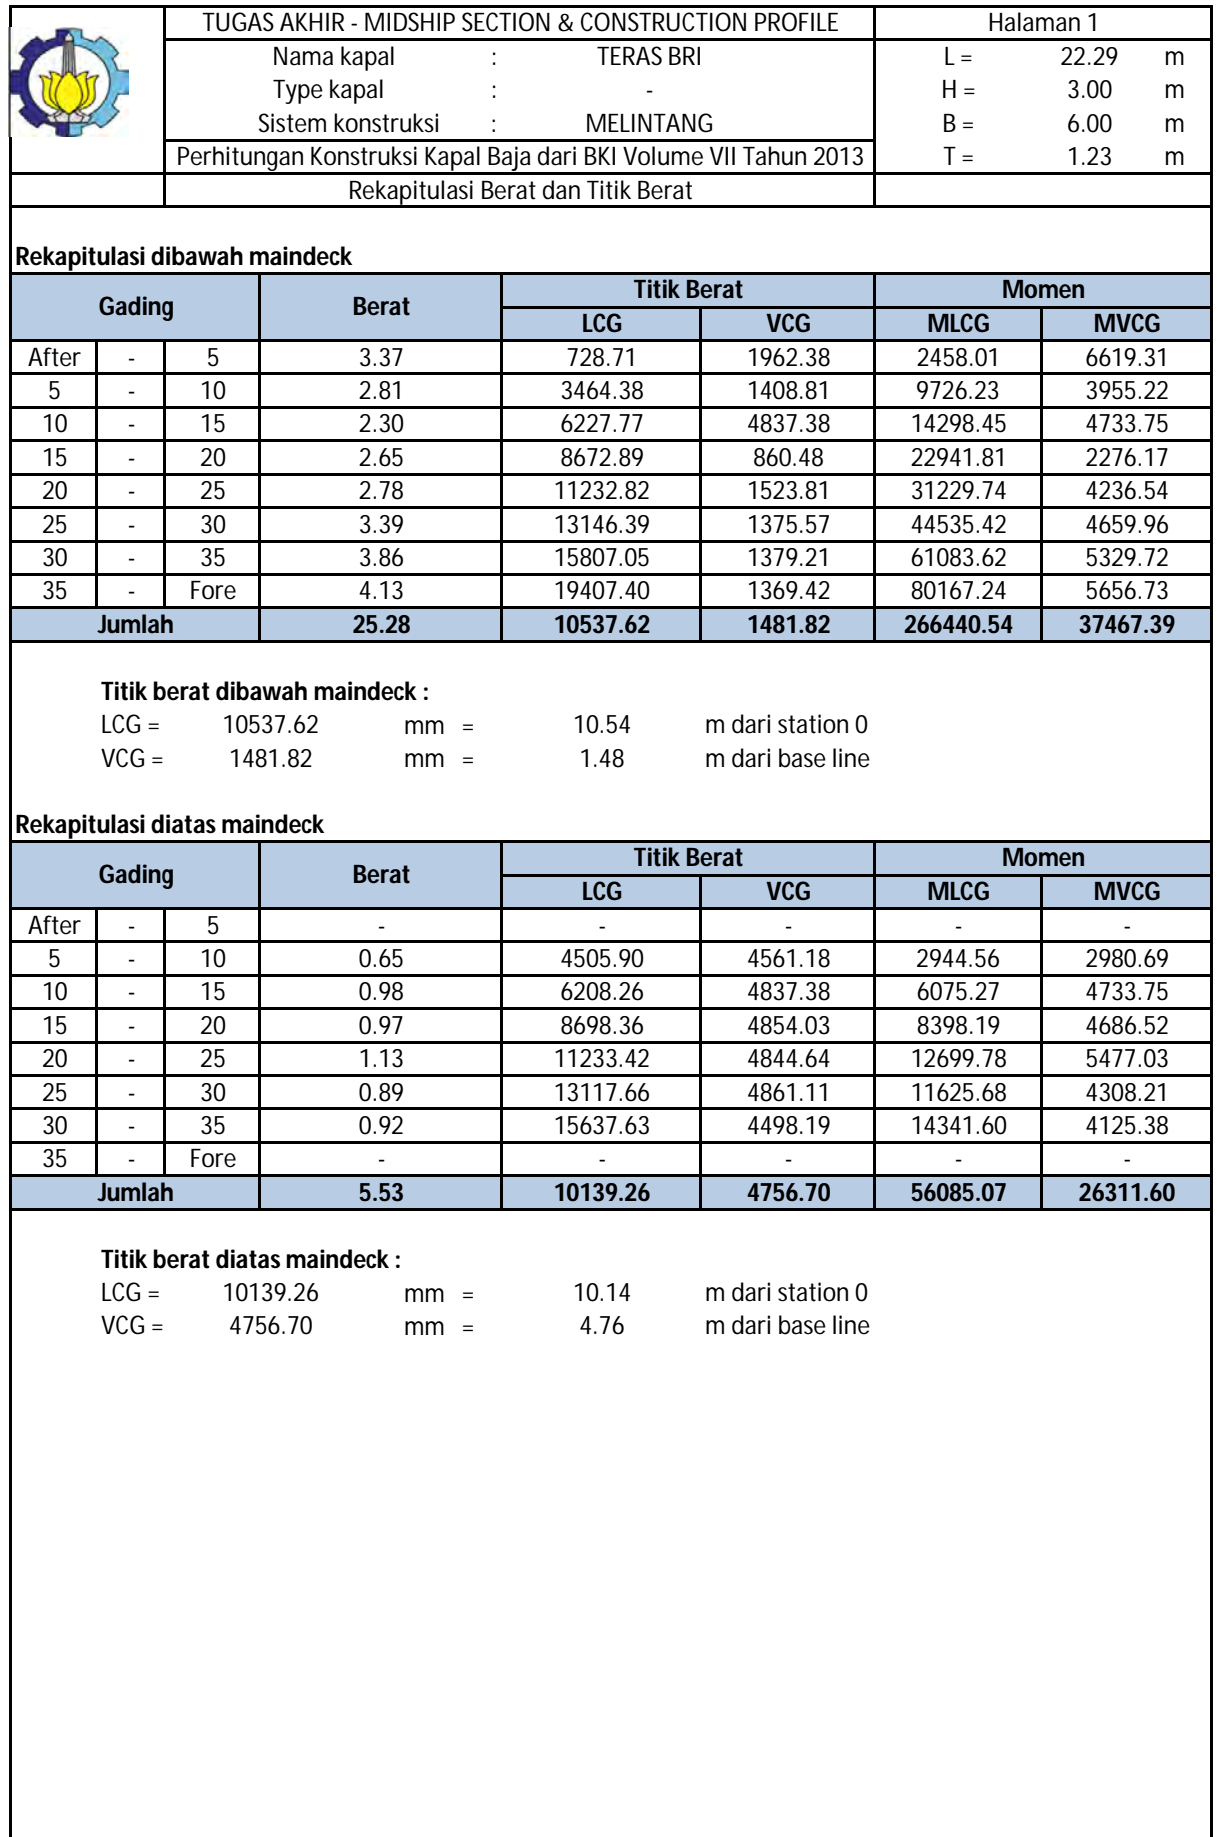 TUGAS AKHIR - MIDSHIP SECTION & CONSTRUCTION PROFILE Halaman 1
Nama kapal : TERAS BRI L = 22.29 m
Type kapal : - H = 3.00 m
Sistem konstruksi : MELINTANG B = 6.00 m
Perhitungan Konstruksi Kapal Baja dari BKI Volume VII Tahun 2013 T = 1.23 m
Rekapitulasi Berat dan Titik Berat
Rekapitulasi dibawah maindeck
Gading Berat Titik Berat Momen
LCG VCG MLCG MVCG
After - 5 3.37 728.71 1962.38 2458.01 6619.31
5 - 10 2.81 3464.38 1408.81 9726.23 3955.22
10 - 15 2.30 6227.77 4837.38 14298.45 4733.75
15 - 20 2.65 8672.89 860.48 22941.81 2276.17
20 - 25 2.78 11232.82 1523.81 31229.74 4236.54
25 - 30 3.39 13146.39 1375.57 44535.42 4659.96
30 - 35 3.86 15807.05 1379.21 61083.62 5329.72
35 - Fore 4.13 19407.40 1369.42 80167.24 5656.73
Jumlah 25.28 10537.62 1481.82 266440.54 37467.39
Titik berat dibawah maindeck :
LCG = 10537.62 mm = 10.54 m dari station 0
VCG = 1481.82 mm = 1.48 m dari base line
Rekapitulasi diatas maindeck
Gading Berat Titik Berat Momen
LCG VCG MLCG MVCG
After - 5 - - - - -
5 - 10 0.65 4505.90 4561.18 2944.56 2980.69
10 - 15 0.98 6208.26 4837.38 6075.27 4733.75
15 - 20 0.97 8698.36 4854.03 8398.19 4686.52
20 - 25 1.13 11233.42 4844.64 12699.78 5477.03
25 - 30 0.89 13117.66 4861.11 11625.68 4308.21
30 - 35 0.92 15637.63 4498.19 14341.60 4125.38
35 - Fore - - - - -
Jumlah 5.53 10139.26 4756.70 56085.07 26311.60
Titik berat diatas maindeck :
LCG = 10139.26 mm = 10.14 m dari station 0
VCG = 4756.70 mm = 4.76 m dari base line